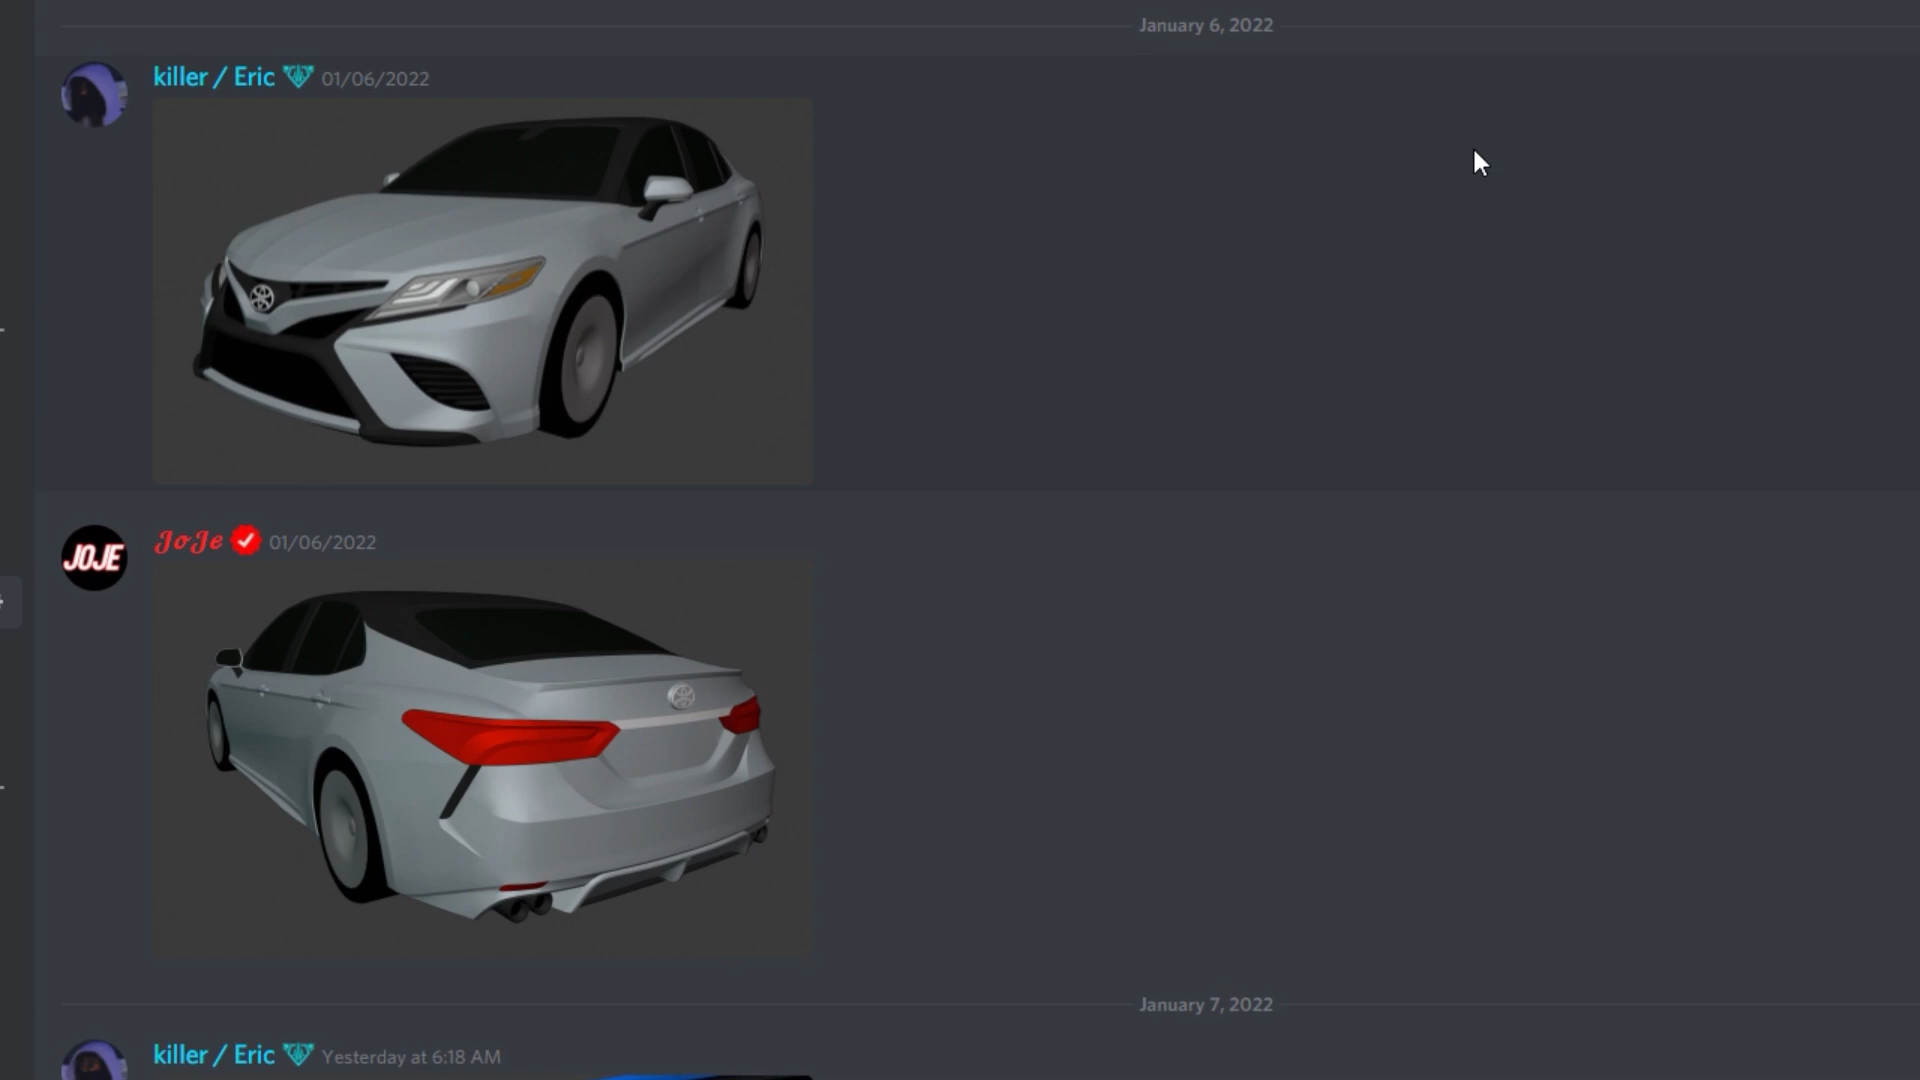 January 6, 2022
killer / Eric 01/06/2022
JOJE
JoJe 01/06/2022
January 7, 2022
killer / Eric Yesterday at 6:18 AM